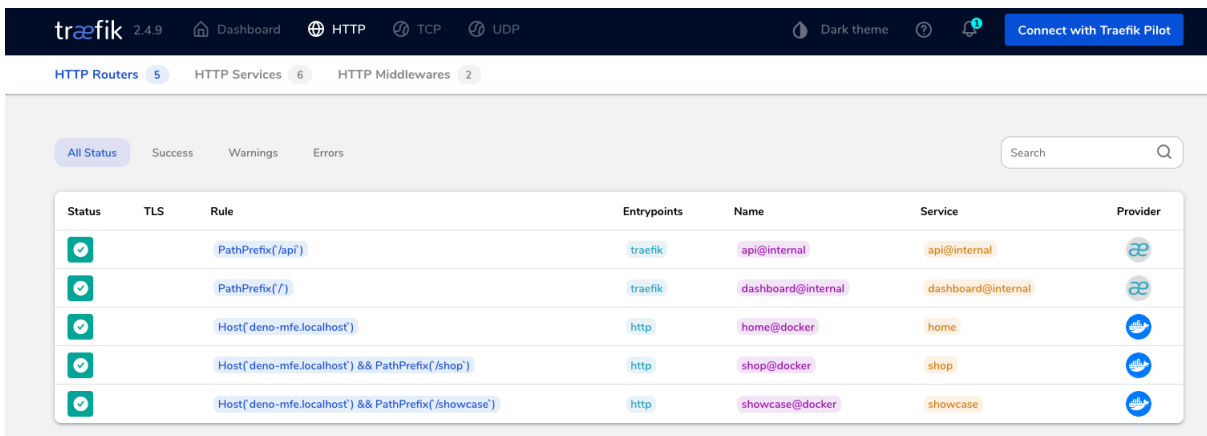 træfik 2.4.9 Dashboard HTTP TCP UDP Dark theme 1 Connect with Traefik Pilot
HTTP Routers 5 HTTP Services 6 HTTP Middlewares 2
All Status Success Warnings Errors Search
Status TLS Rule Entrypoints Name Service Provider
PathPrefix(`/api`) traefik api@internal api@internal æ
PathPrefix(`/`) traefik dashboard@internal dashboard@internal æ
Host(`deno-mfe.localhost`) http home@docker home
Host(`deno-mfe.localhost`) && PathPrefix(`/shop`) http shop@docker shop
Host(`deno-mfe.localhost`) && PathPrefix(`/showcase`) http showcase@docker showcase